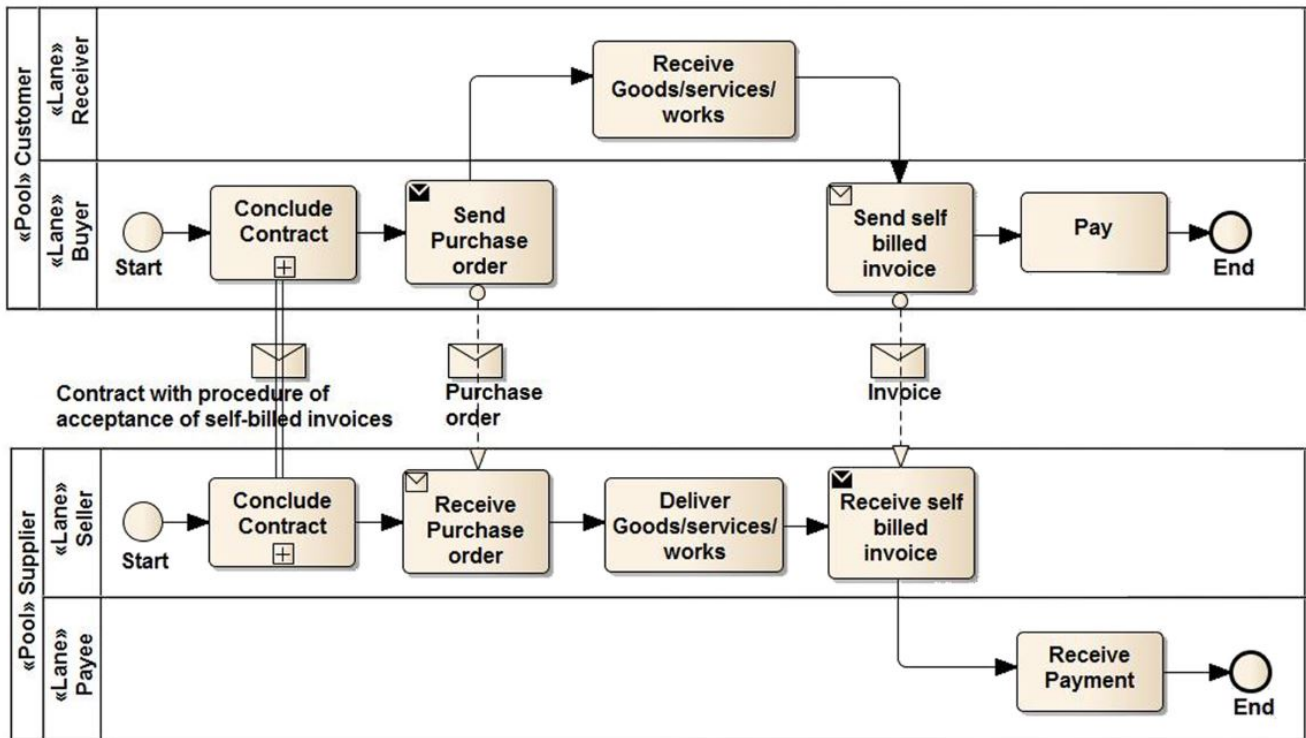 «Pool» Customer
«Lane»
Receiver
Receive
Goods/services/
works
«Lane»
Buyer
Start
Conclude
Contract
Send
Purchase
order
Send self
billed
invoice
Pay
End
Contract with procedure of
acceptance of self-billed invoices
Purchase
order
Invoice
«Pool» Supplier
«Lane»
Seller
Start
Conclude
Contract
Receive
Purchase
order
Deliver
Goods/services/
works
Receive self
billed
invoice
«Lane»
Payee
Receive
Payment
End